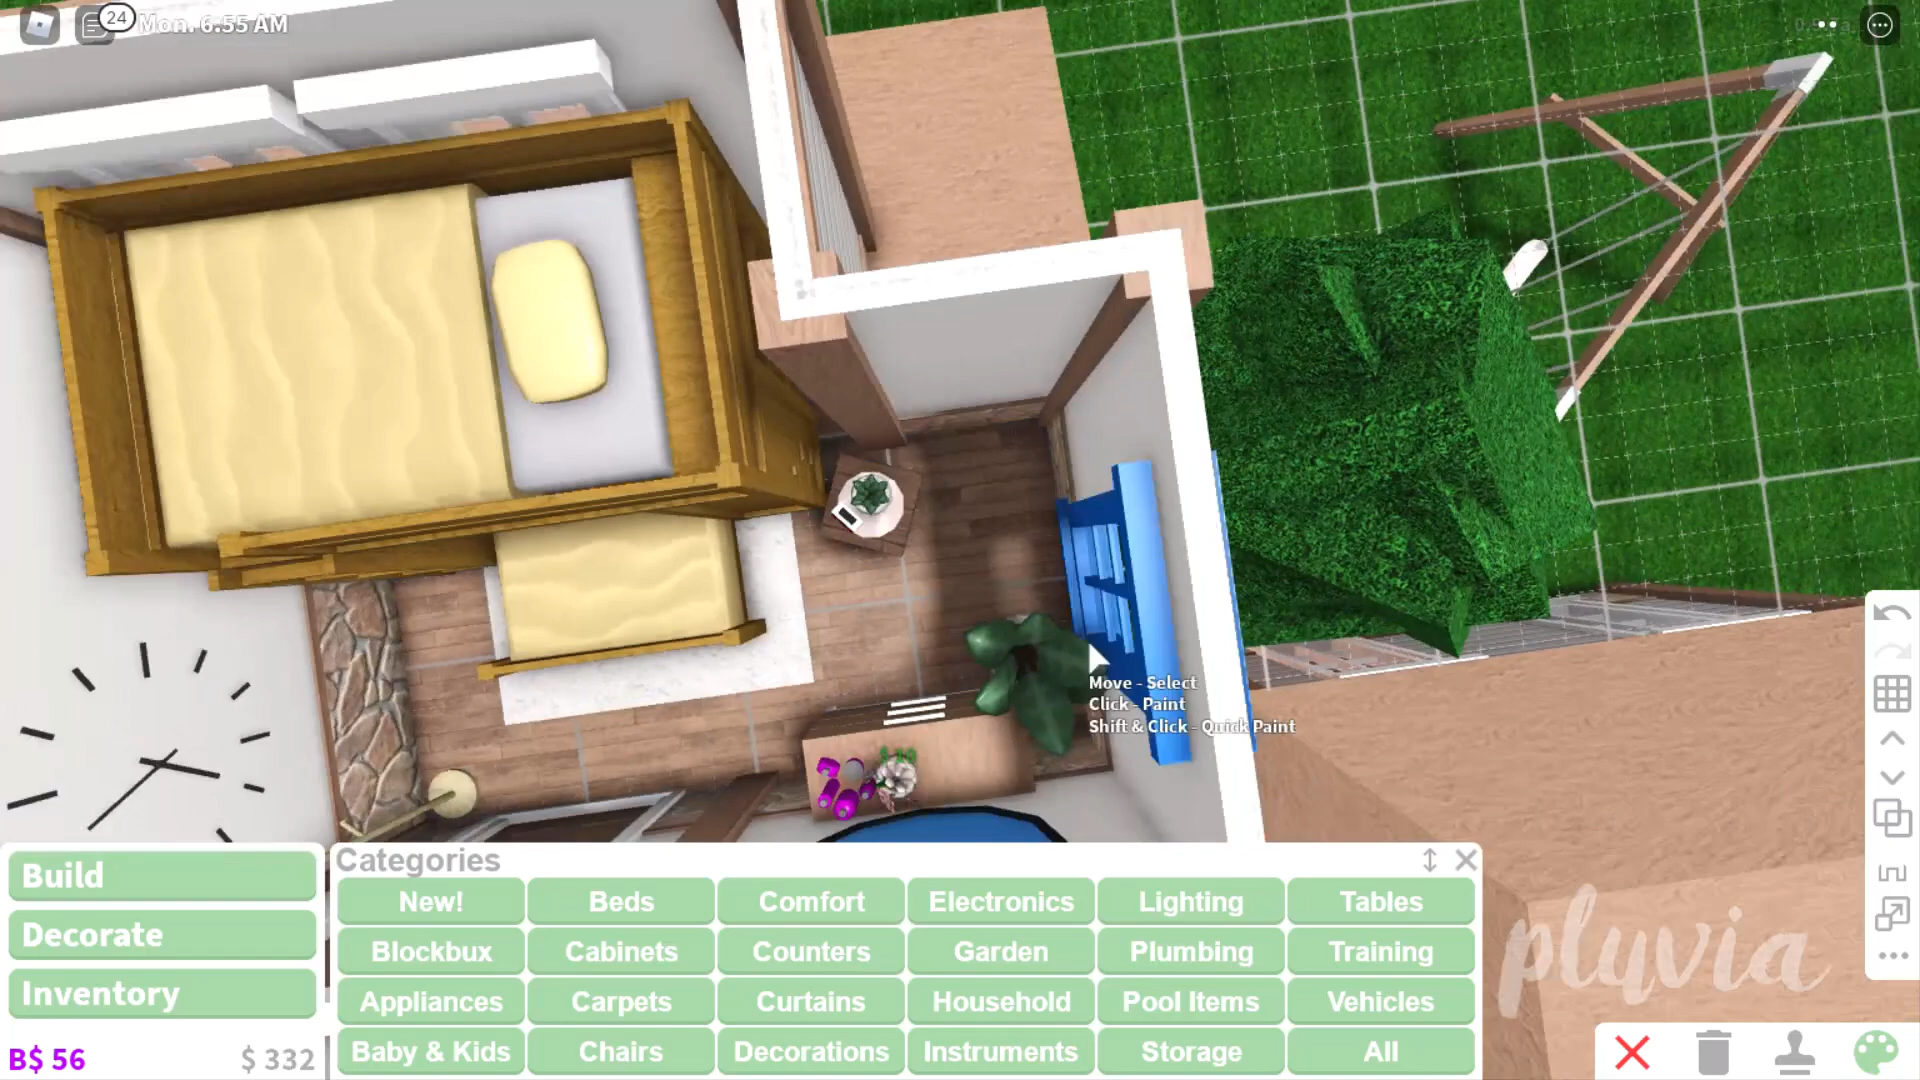 24
Mon. 6:55 AM
Move - Select
Click - Paint
Shift & Click - Quick Paint
Build
Decorate
Inventory
B$ 56
$ 332
Categories
New! Beds Comfort Electronics Lighting Tables
Blockbux Cabinets Counters Garden Plumbing Training
Appliances Carpets Curtains Household Pool Items Vehicles
Baby & Kids Chairs Decorations Instruments Storage All
pluvia